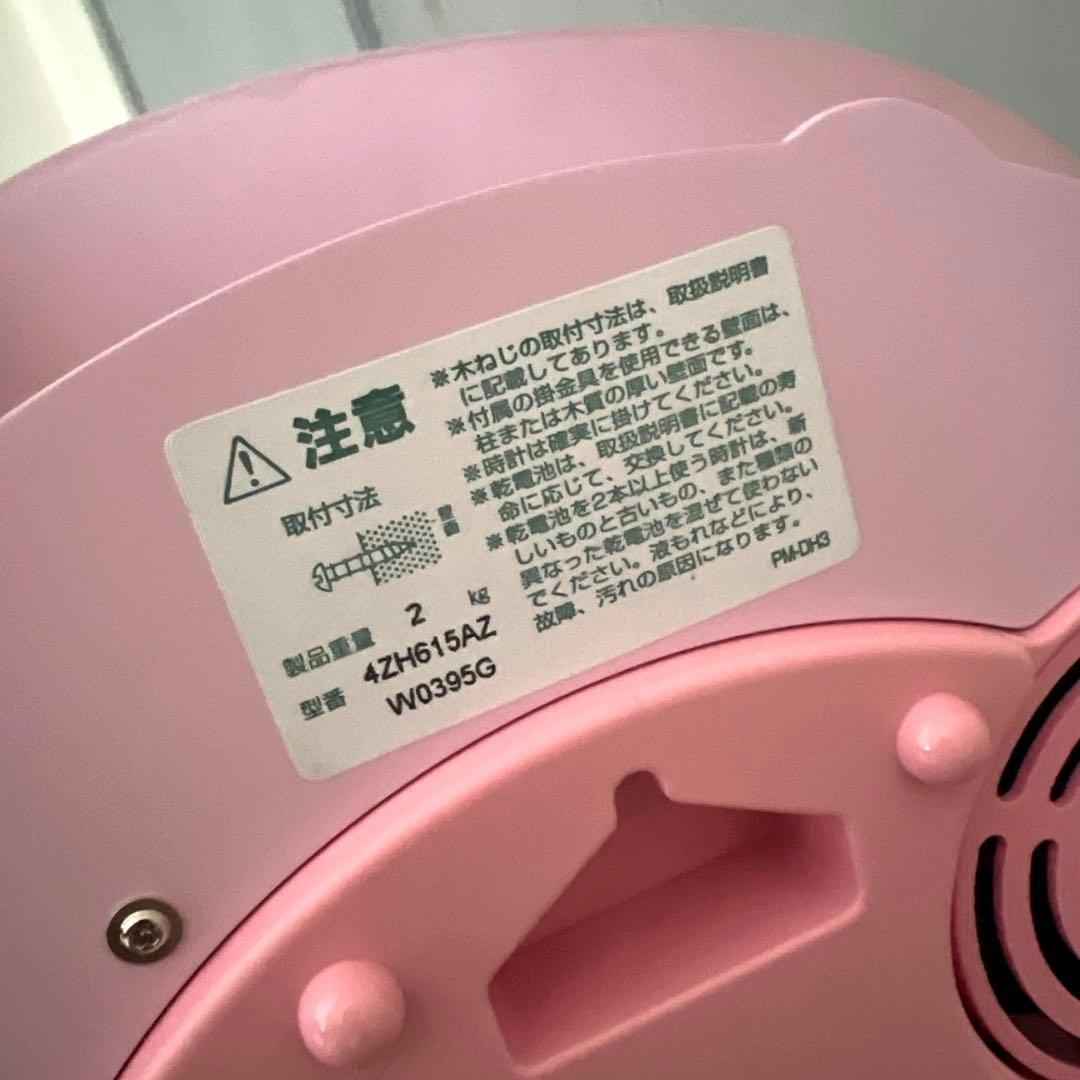 注意
取付寸法
壁面
製品重量 2 kg
型番 4ZH615AZ
W0395G
※木ねじの取付寸法は、取扱説明書
に記載してあります。
※付属の掛金具を使用できる壁面は、
柱または木質の厚い壁面です。
※時計は確実に掛けてください。
※乾電池は、取扱説明書に記載の寿
命に応じて、交換してください。
※乾電池を2本以上使う時計は、新
しいものと古いもの、また種類の
異なった乾電池を混ぜて使わない
でください。液もれなどにより、
故障、汚れの原因になります。
PM-DH3